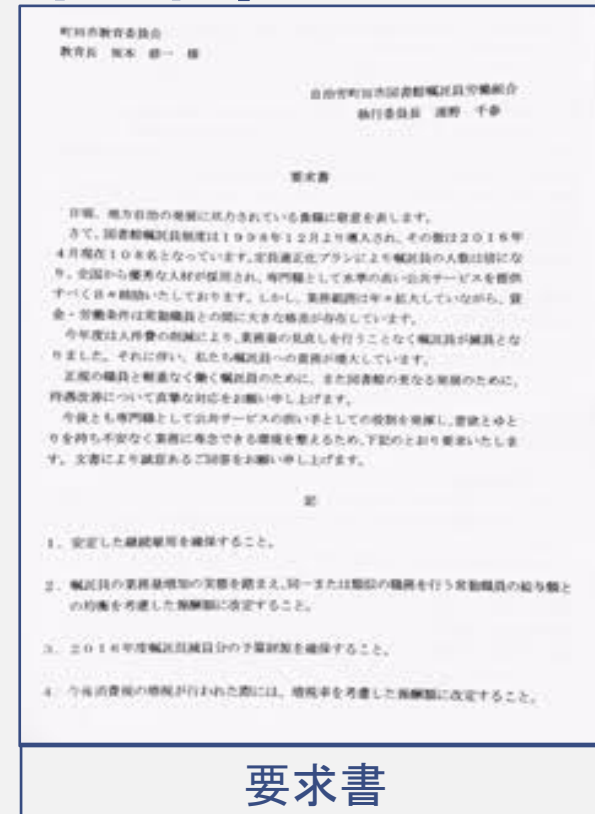 町田市教育委員会
教育長 坂本 修一 様
自治労町田市図書館嘱託員労働組合
執行委員長 千春
要求書
日頃、地方自治の発展に尽力されている貴職に敬意を表します。
さて、図書館嘱託員制度は1998年12月より導入され、その数は2016年
4月現在108名となっています。定員適正化プランにより嘱託員の人数は倍にな
り、全国から優秀な人材が採用され、専門職として水準の高い公共サービスを提供
すべく日々精励いたしております。しかし、業務範囲は年々拡大していながら、賃
金・労働条件は常勤職員との間に大きな格差が存在しています。
今年度は人件費の削減により、業務量の見直しを行うことなく嘱託員が減員とな
りました。それに伴い、私たち嘱託員への業務が増大しています。
正規の職員と軽重なく働く嘱託員のために、また図書館の更なる発展のために、
待遇改善について真摯な対応をお願い申し上げます。
今後とも専門職として公共サービスの担い手としての役割を発揮し、意欲とゆと
りを持ち不安なく業務に専念できる環境を整えるため、下記のとおり要求いたしま
す。文書により誠意あるご回答をお願い申し上げます。
記
1、安定した継続雇用を確保すること。
2、嘱託員の業務量増加の実態を踏まえ、同一または類似の職務を行う常勤職員の給与額と
の均衡を考慮した報酬額に改定すること。
3、2016年度嘱託員減員分の予算財源を確保すること。
4、今後消費税の増税が行われた際には、増税率を考慮した報酬額に改定すること。
要求書